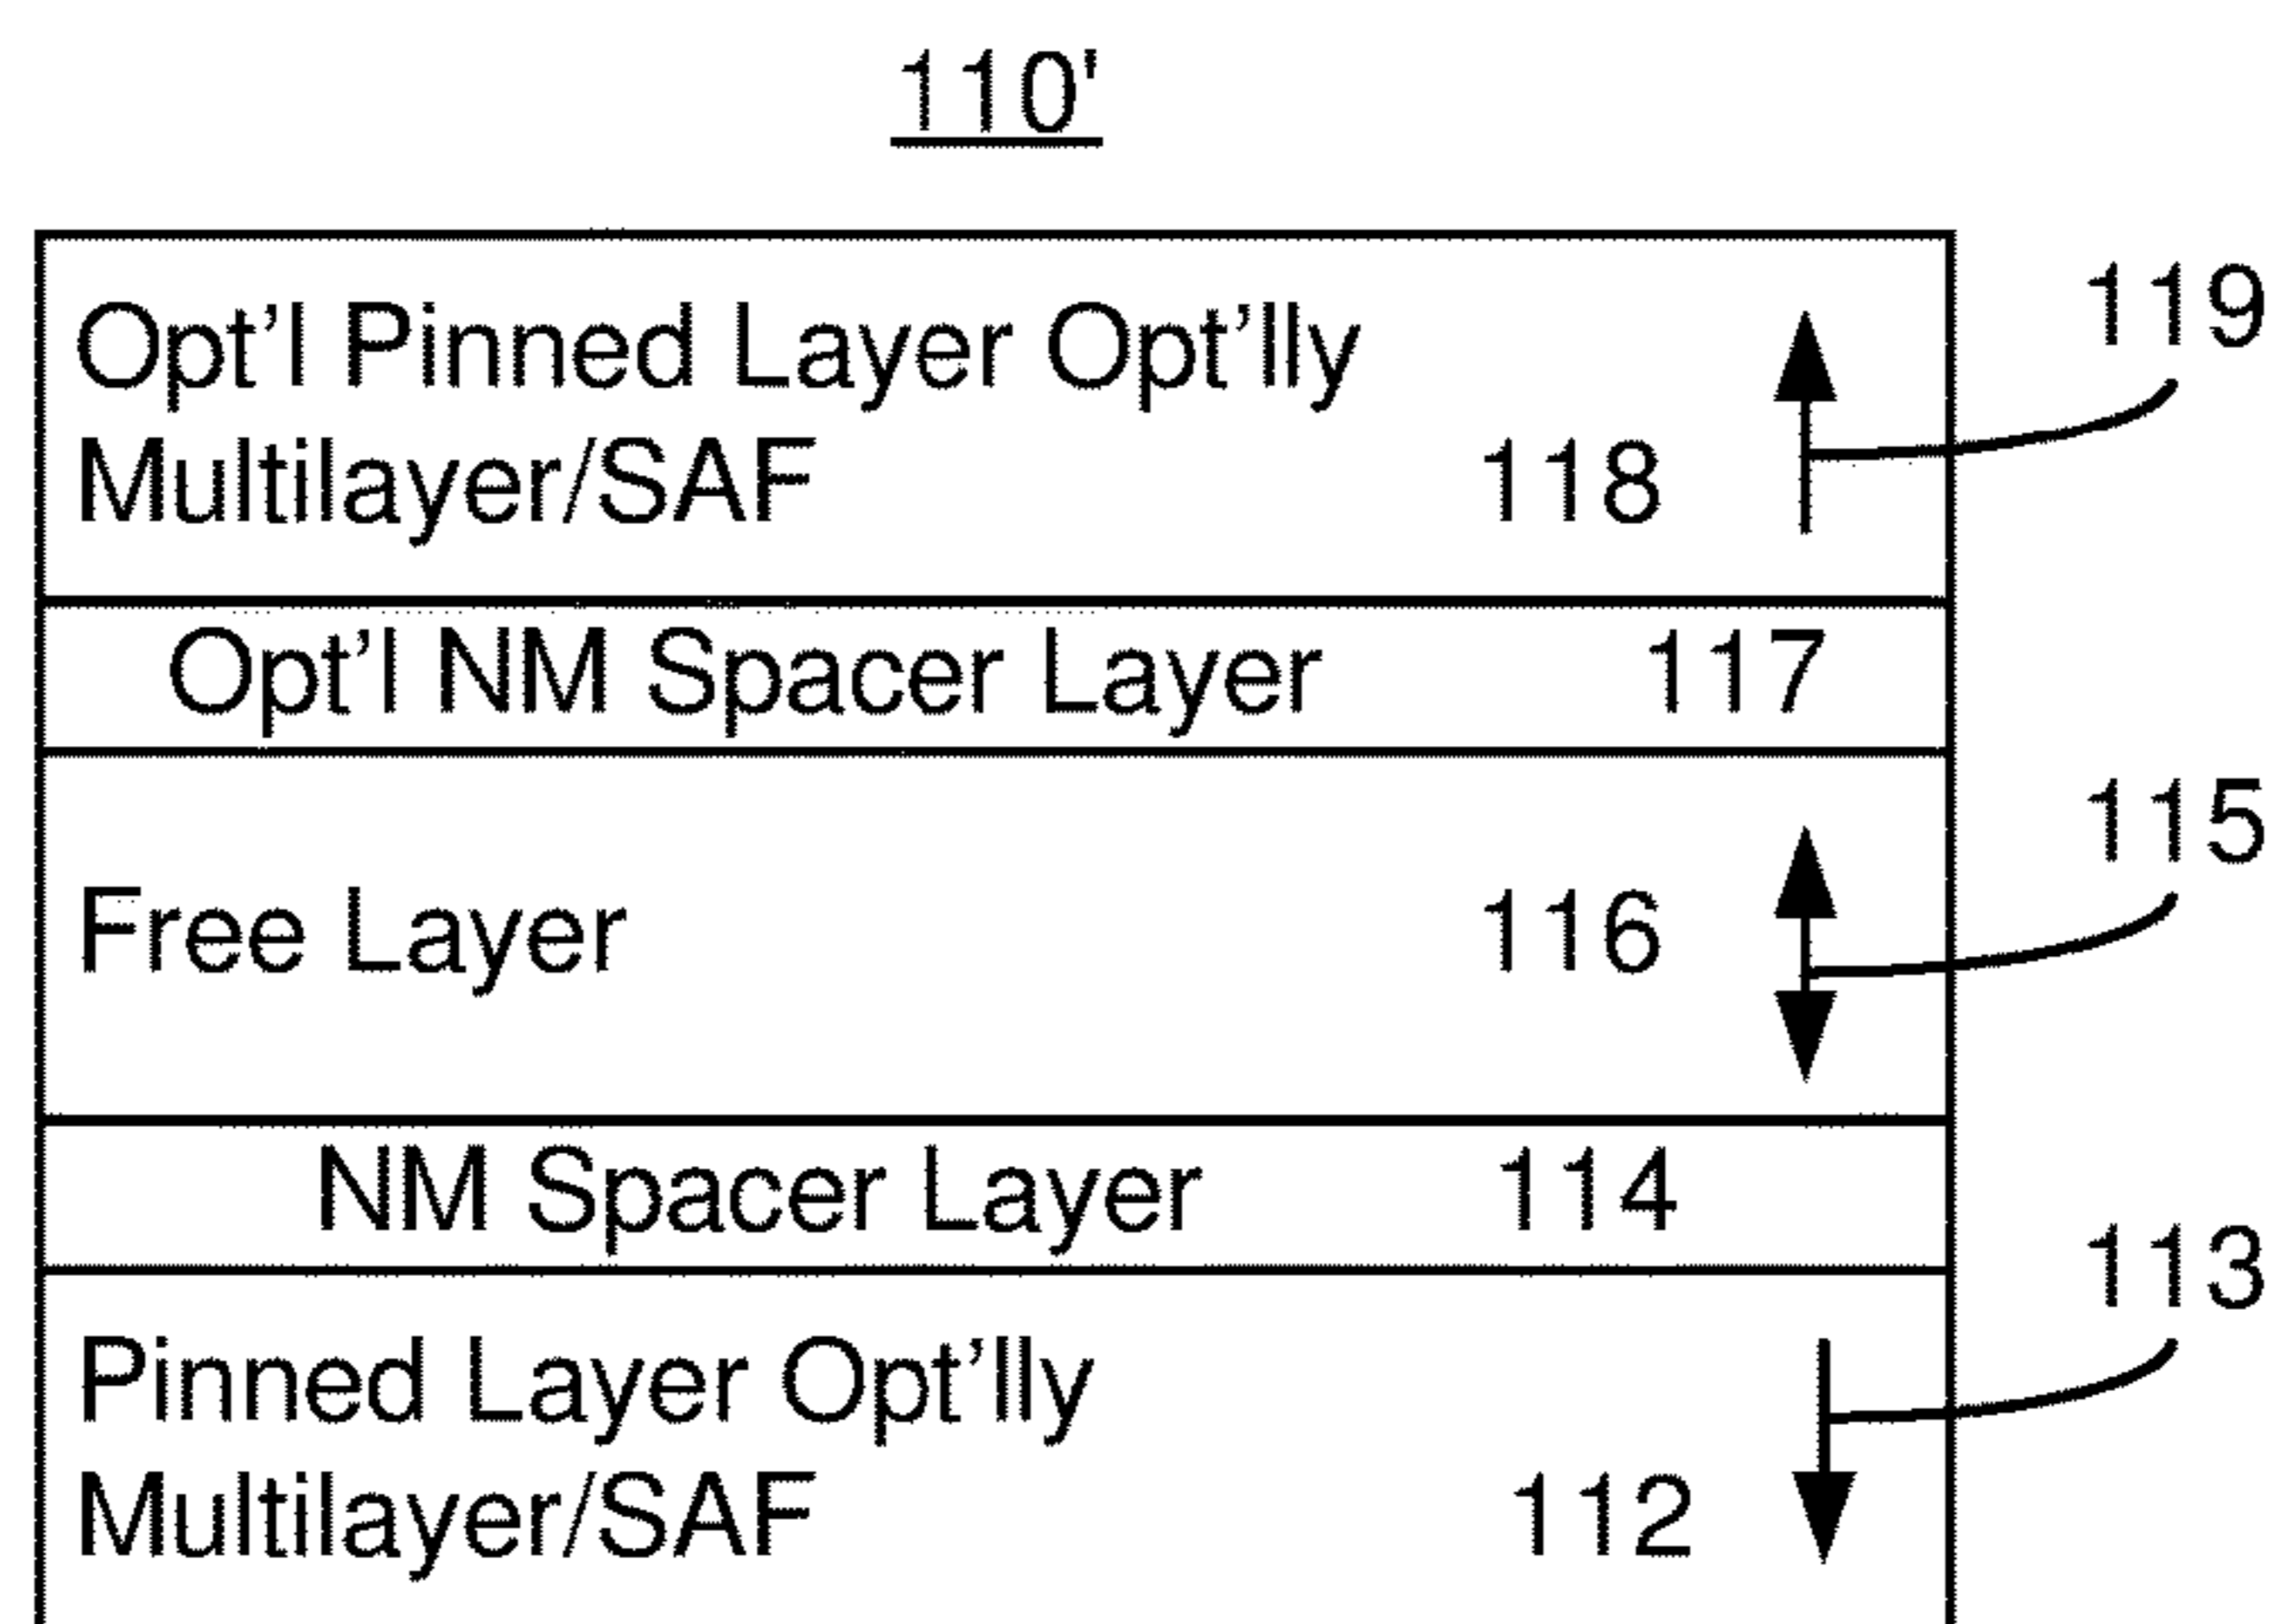 110'
Opt'l Pinned Layer Opt'lly
Multilayer/SAF 118
119
Opt'l NM Spacer Layer 117
115
Free Layer 116
NM Spacer Layer 114
113
Pinned Layer Opt'lly
Multilayer/SAF 112